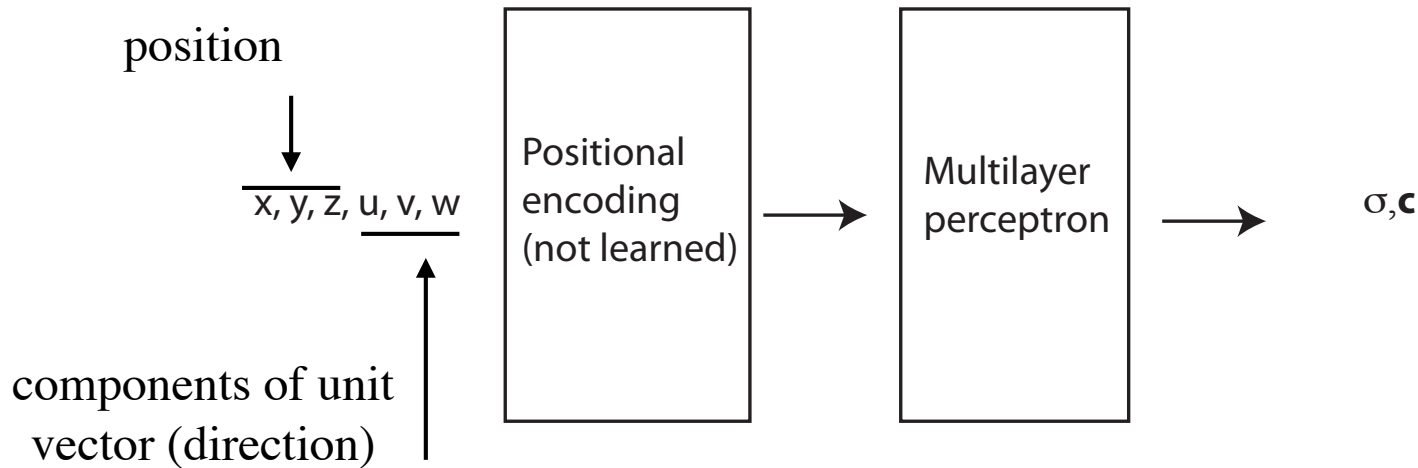 position
x, y, z, u, v, w
components of unit
vector (direction)
Positional
encoding
(not learned)
Multilayer
perceptron
σ,c